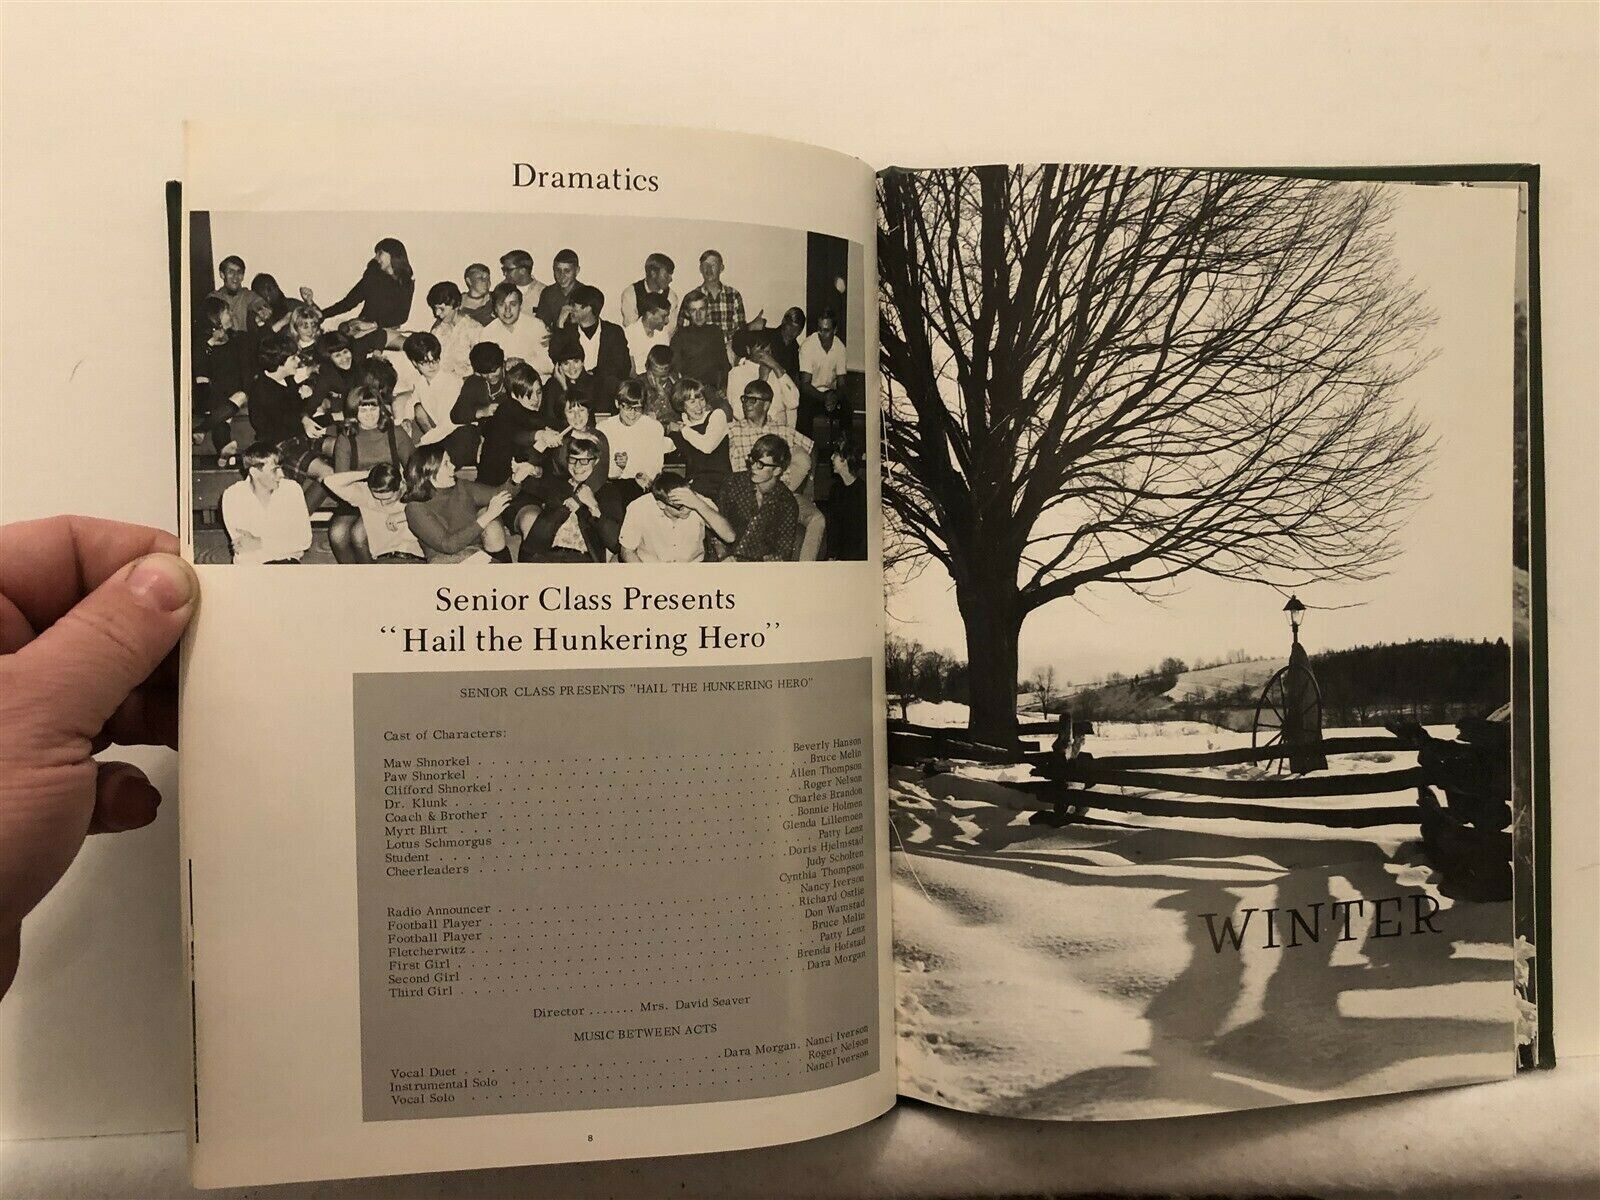 Dramatics
Senior Class Presents
"Hail the Hunkering Hero"
SENIOR CLASS PRESENTS "HAIL THE HUNKERING HERO"
Cast of Characters:
Maw Shnorkel . . . . . . . . . . Beverly Hanson
Paw Shnorkel . . . . . . . . . . Bruce Melin
Clifford Shnorkel . . . . . . . . . . Allen Thompson
Dr. Klunk . . . . . . . . . . Roger Nelson
Coach & Brother . . . . . . . . . . Charles Brandon
Myrt Blirt . . . . . . . . . . Bonnie Holmen
Lotus Schmorgus . . . . . . . . . . Glenda Lillemoen
Student . . . . . . . . . . Patty Lenz
Cheerleaders . . . . . . . . . . Doris Hjelmstad
Judy Scholten
Cynthia Thompson
Radio Announcer . . . . . . . . . . Nancy Iverson
Football Player . . . . . . . . . . Richard Ostlie
Football Player . . . . . . . . . . Don Wamstad
Fletcherwitz . . . . . . . . . . Bruce Melin
First Girl . . . . . . . . . . Patty Lenz
Second Girl . . . . . . . . . . Brenda Hofstad
Third Girl . . . . . . . . . . Dara Morgan
Director ....... Mrs. David Seaver
MUSIC BETWEEN ACTS
Vocal Duet . . . . . . . . . . Dara Morgan, Nanci Iverson
Instrumental Solo . . . . . . . . . . Roger Nelson
Vocal Solo . . . . . . . . . . Nanci Iverson
8
WINTER